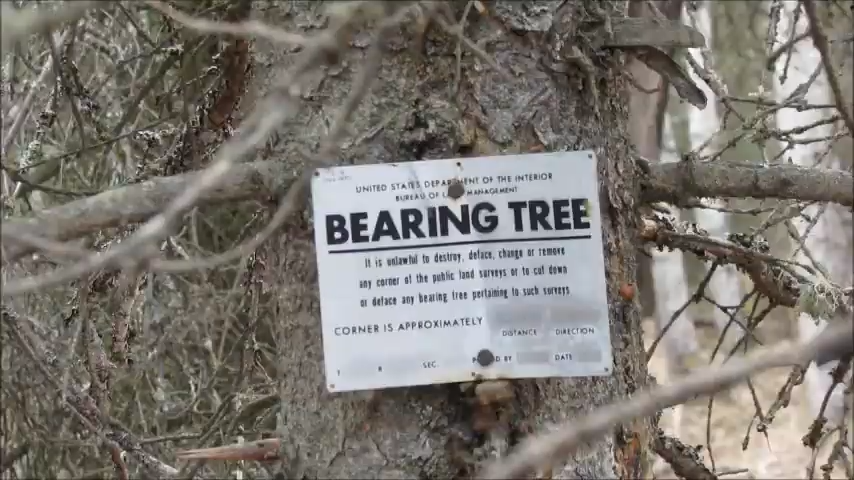 UNITED STATES DEPARTMENT OF THE INTERIOR
BUREAU OF LAND MANAGEMENT
BEARING TREE
It is unlawful to destroy, deface, change or remove
any corner of the public land surveys or to cut down
or deface any bearing tree pertaining to such surveys
CORNER IS APPROXIMATELY
DISTANCE DIRECTION
T R SEC. POSTED BY DATE